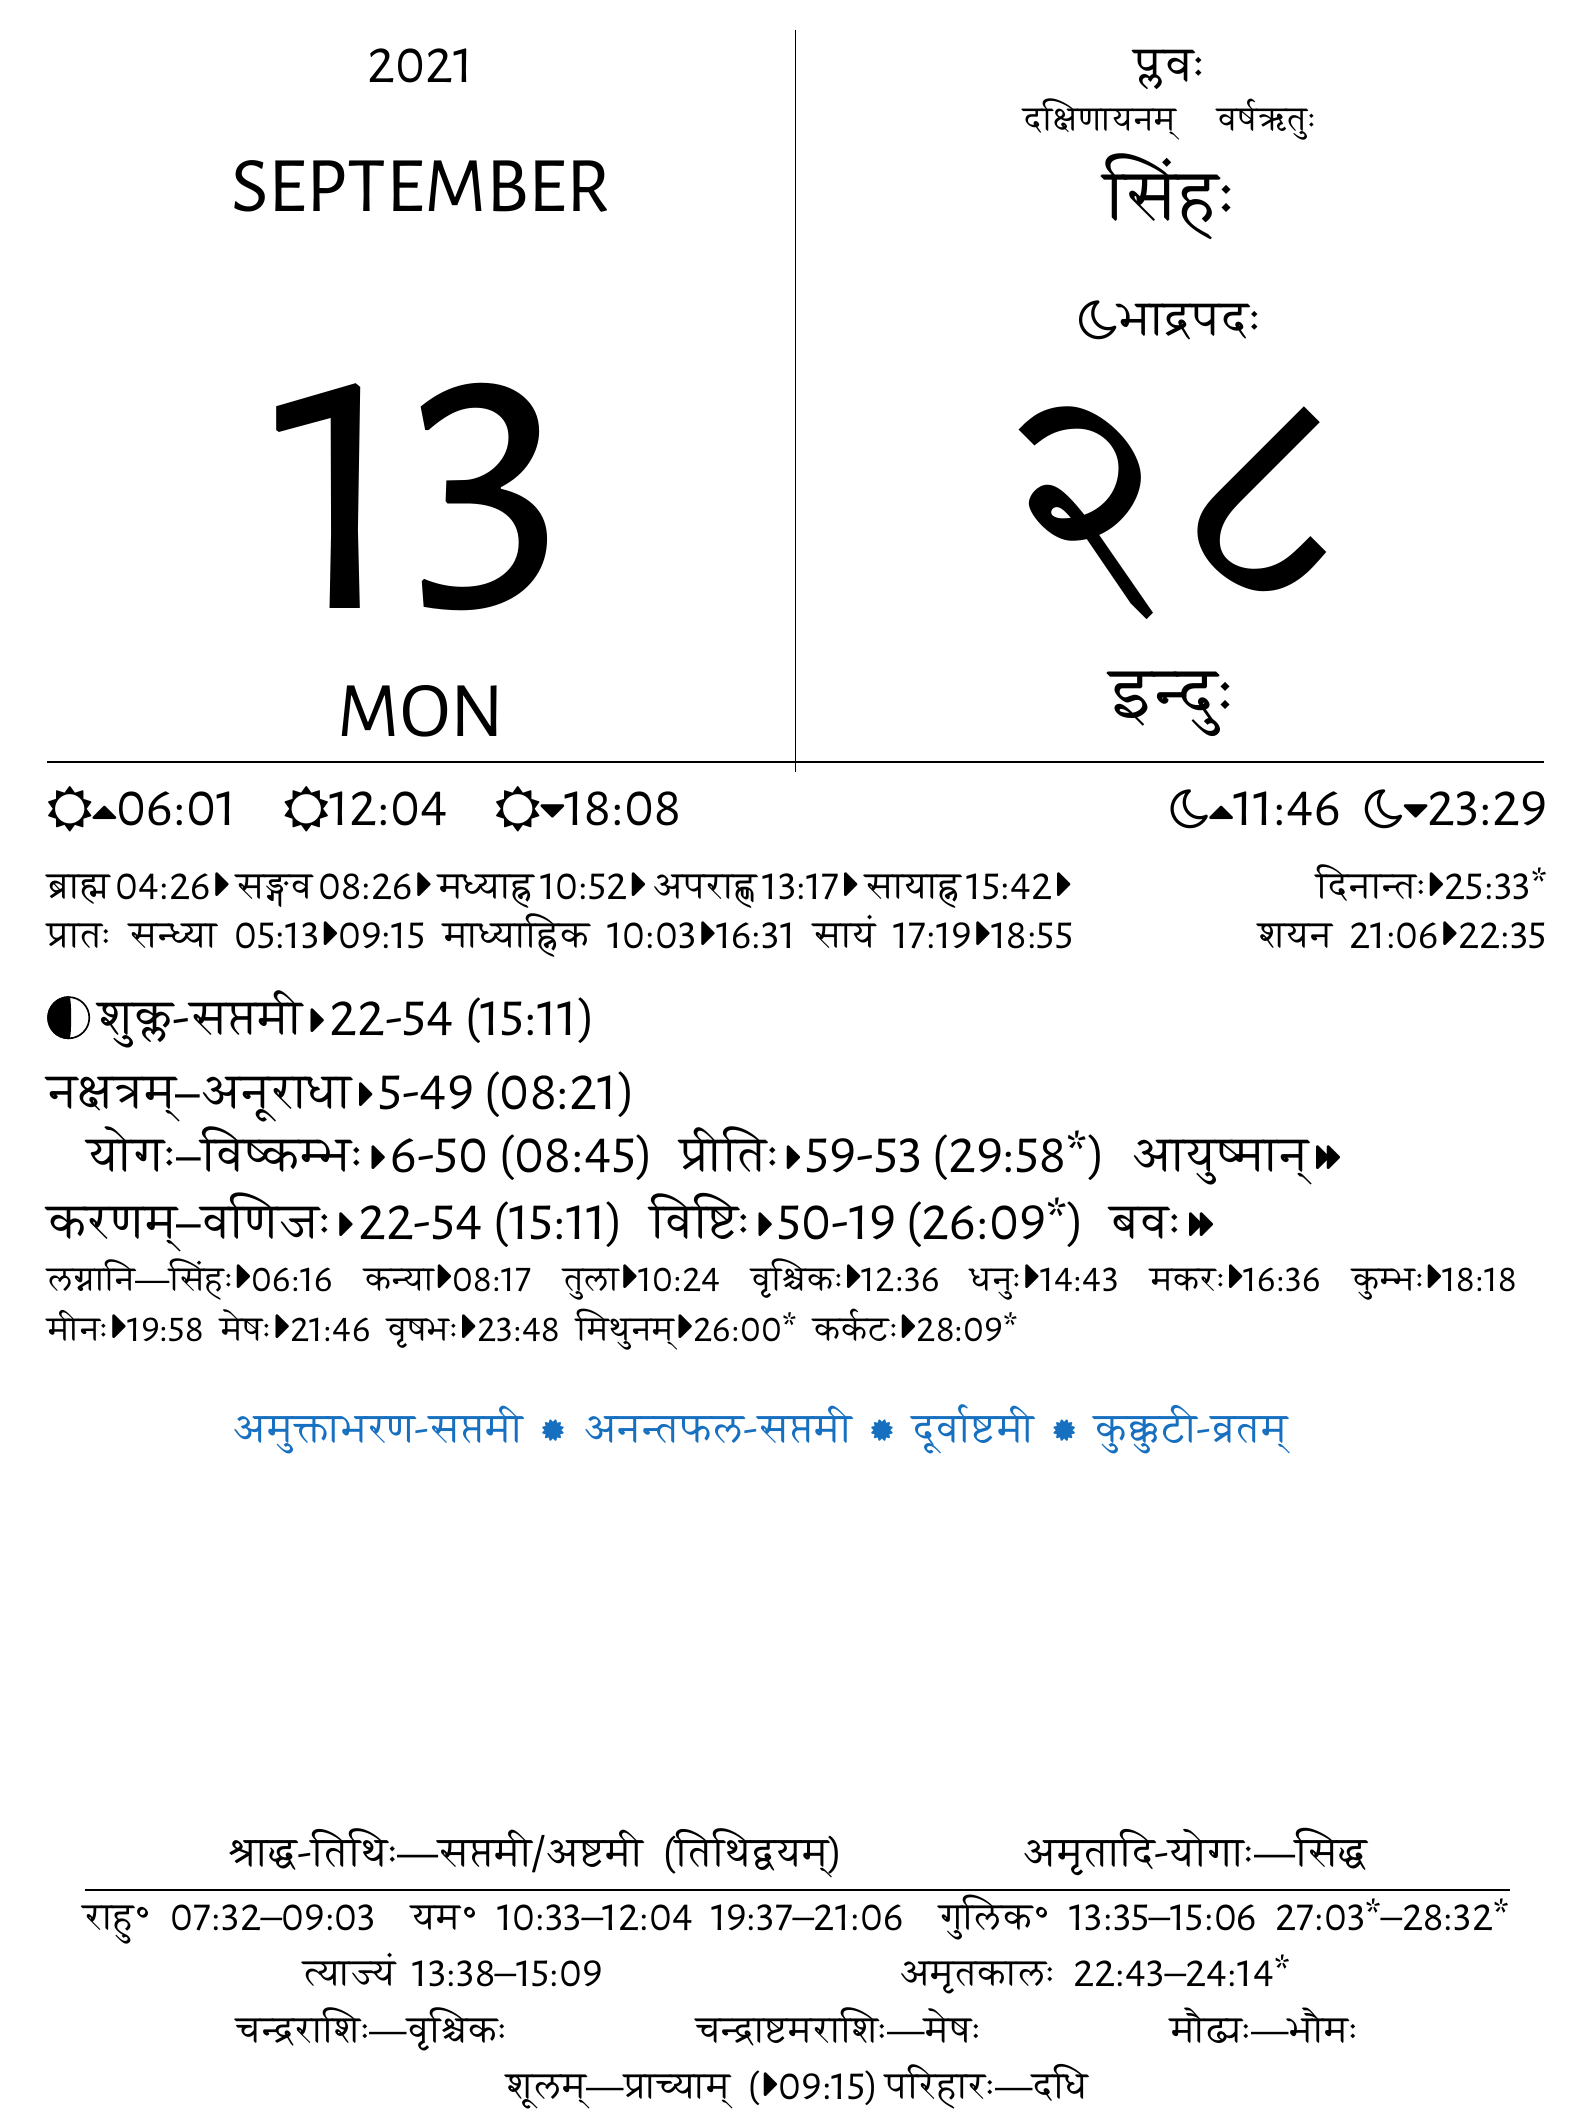 2021
SEPTEMBER
13
MON
प्लवः
दक्षिणायनम् वर्षऋतुः
सिंहः
भाद्रपदः
२८
इन्दुः
06:01 12:04 18:08 11:46 23:29
ब्राह्म 04:26 सङ्गव 08:26 मध्याह्न 10:52 अपराह्ण 13:17 सायाह्न 15:42 दिनान्तः 25:33*
प्रातः सन्ध्या 05:13 09:15 माध्याह्निक 10:03 16:31 सायं 17:19 18:55 शयन 21:06 22:35
शुक्ल-सप्तमी 22-54 (15:11)
नक्षत्रम्–अनूराधा 5-49 (08:21)
योगः–विष्कम्भः 6-50 (08:45) प्रीतिः 59-53 (29:58*) आयुष्मान्
करणम्–वणिजः 22-54 (15:11) विष्टिः 50-19 (26:09*) बवः
लग्नानि—सिंहः 06:16 कन्या 08:17 तुला 10:24 वृश्चिकः 12:36 धनुः 14:43 मकरः 16:36 कुम्भः 18:18
मीनः 19:58 मेषः 21:46 वृषभः 23:48 मिथुनम् 26:00* कर्कटः 28:09*
अमुक्ताभरण-सप्तमी ✹ अनन्तफल-सप्तमी ✹ दूर्वाष्टमी ✹ कुक्कुटी-व्रतम्
श्राद्ध-तिथिः—सप्तमी/अष्टमी (तिथिद्वयम्) अमृतादि-योगाः—सिद्ध
राहु॰ 07:32–09:03 यम॰ 10:33–12:04 19:37–21:06 गुलिक॰ 13:35–15:06 27:03*–28:32*
त्याज्यं 13:38–15:09 अमृतकालः 22:43–24:14*
चन्द्रराशिः—वृश्चिकः चन्द्राष्टमराशिः—मेषः मौढ्यः—भौमः
शूलम्—प्राच्याम् (09:15) परिहारः—दधि